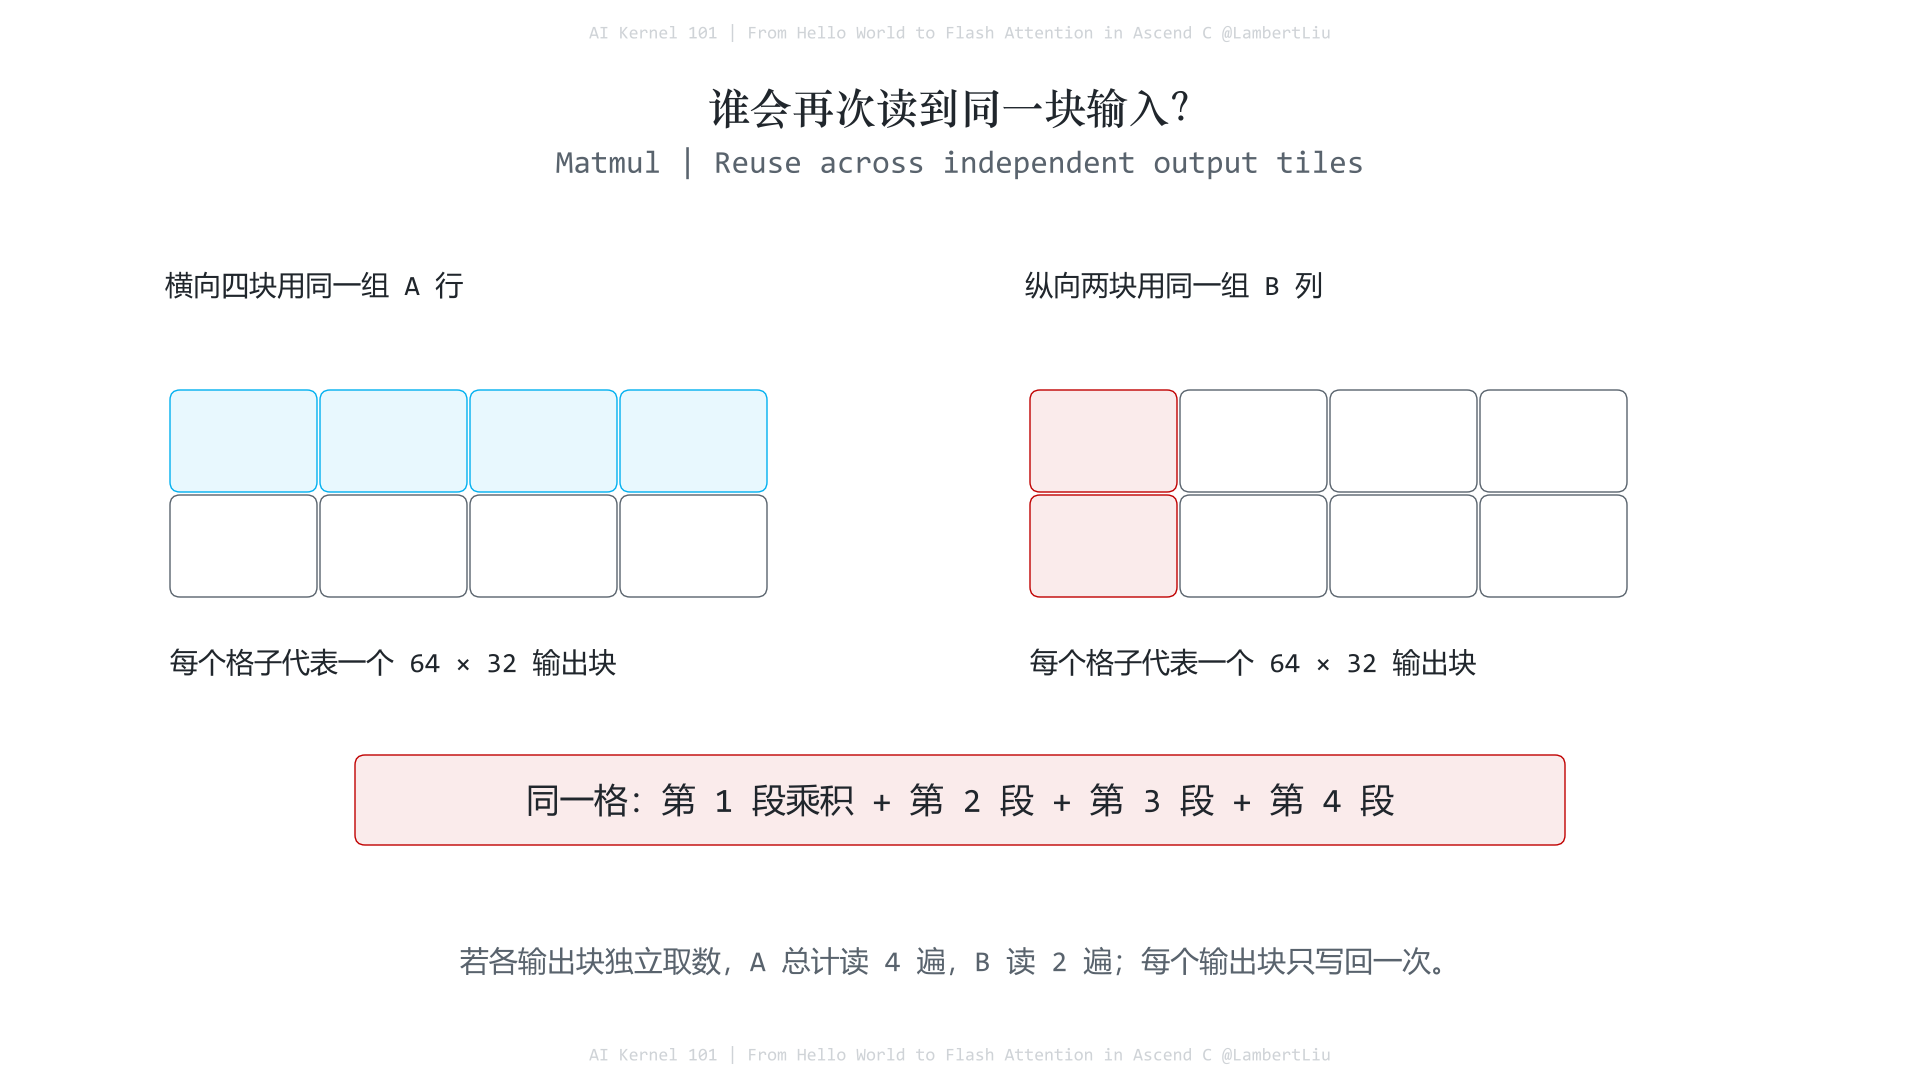 AI Kernel 101 | From Hello World to Flash Attention in Ascend C @LambertLiu
谁会再次读到同一块输入？
Matmul | Reuse across independent output tiles
横向四块用同一组 A 行
纵向两块用同一组 B 列
每个格子代表一个 64 × 32 输出块
每个格子代表一个 64 × 32 输出块
同一格：第 1 段乘积 + 第 2 段 + 第 3 段 + 第 4 段
若各输出块独立取数，A 总计读 4 遍，B 读 2 遍；每个输出块只写回一次。
AI Kernel 101 | From Hello World to Flash Attention in Ascend C @LambertLiu